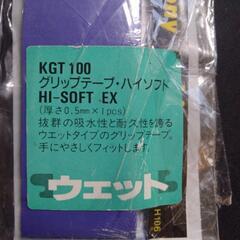 KGT 100
グリップテープ・ハイソフト
HI-SOFT EX
(厚さ0.5mm×1pcs)
抜群の吸水性と耐久性を誇る
ウエットタイプのグリップテープ。
手にやさしくフィットします。
ウェット
H106